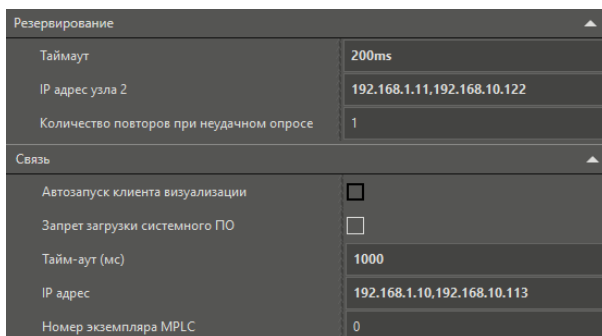 Резервирование
Таймаут 200ms
IP адрес узла 2 192.168.1.11,192.168.10.122
Количество повторов при неудачном опросе 1
Связь
Автозапуск клиента визуализации
Запрет загрузки системного ПО
Тайм-аут (мс) 1000
IP адрес 192.168.1.10,192.168.10.113
Номер экземпляра MPLC 0